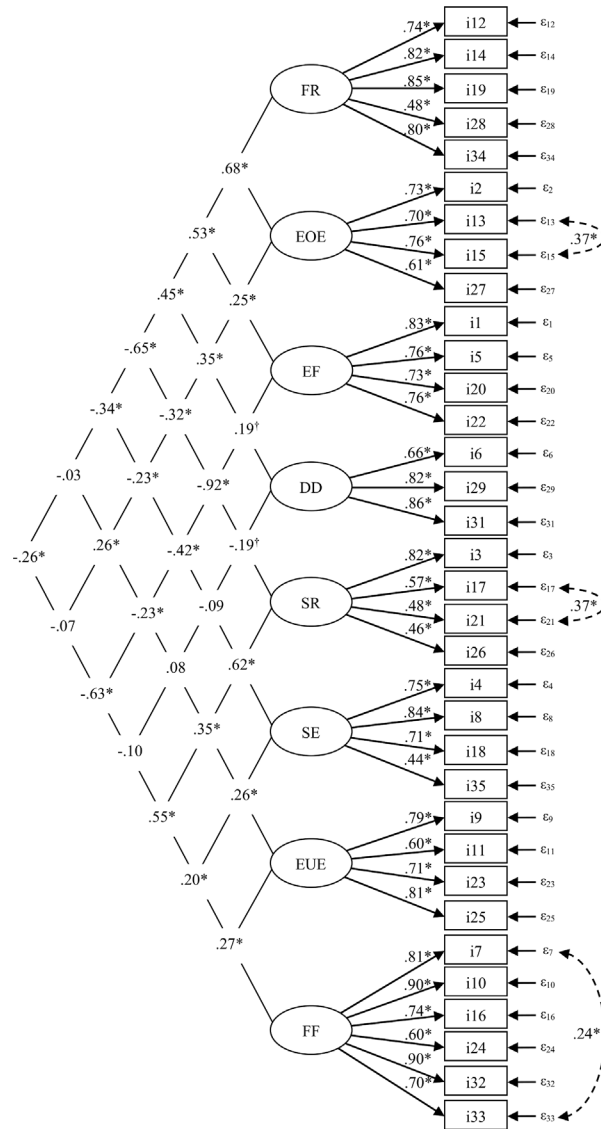 .74* i12 ε12
.82* i14 ε14
FR .85* i19 ε19
.48* i28 ε28
.80* i34 ε34
.68*
.73* i2 ε2
.70* i13 ε13
.53* EOE .37*
.76* i15 ε15
.61* i27 ε27
.45* .25*
.83* i1 ε1
-.65* .35* .76* i5 ε5
EF
.73* i20 ε20
.76* i22 ε22
-.34* -.32* .19†
.66* i6 ε6
-.03 -.23* -.92* DD .82* i29 ε29
.86* i31 ε31
-.26* .26* -.42* -.19†
.82* i3 ε3
.57* i17 ε17
-.07 -.23* -.09 SR .37*
.48* i21 ε21
.46* i26 ε26
-.63* .08 .62*
.75* i4 ε4
.84* i8 ε8
-.10 .35* SE
.71* i18 ε18
.44* i35 ε35
.55* .26*
.79* i9 ε9
.60* i11 ε11
.20* EUE
.71* i23 ε23
.81* i25 ε25
.27*
.81* i7 ε7
.90* i10 ε10
.74* i16 ε16
FF .24*
.60* i24 ε24
.90* i32 ε32
.70* i33 ε33